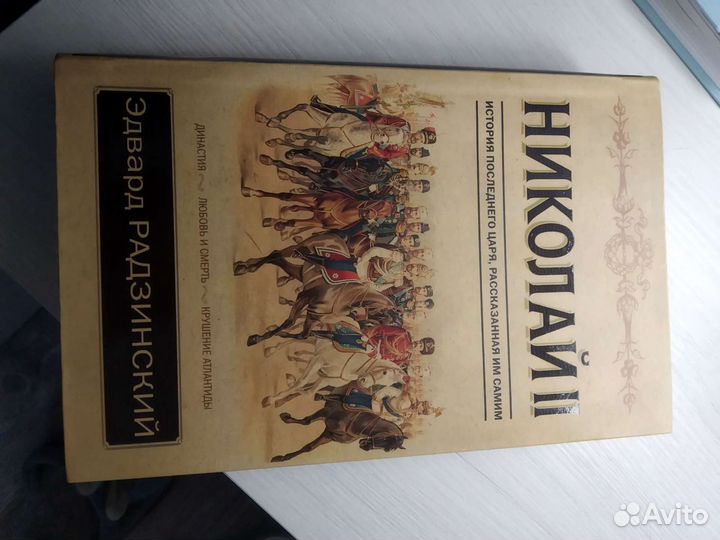 НИКОЛАЙ II
ИСТОРИЯ ПОСЛЕДНЕГО ЦАРЯ, РАССКАЗАННАЯ ИМ САМИМ
ДИНАСТИЯ ~ ЛЮБОВЬ И СМЕРТЬ ~ КРУШЕНИЕ АТЛАНТИДЫ
Эдвард РАДЗИНСКИЙ
Avito